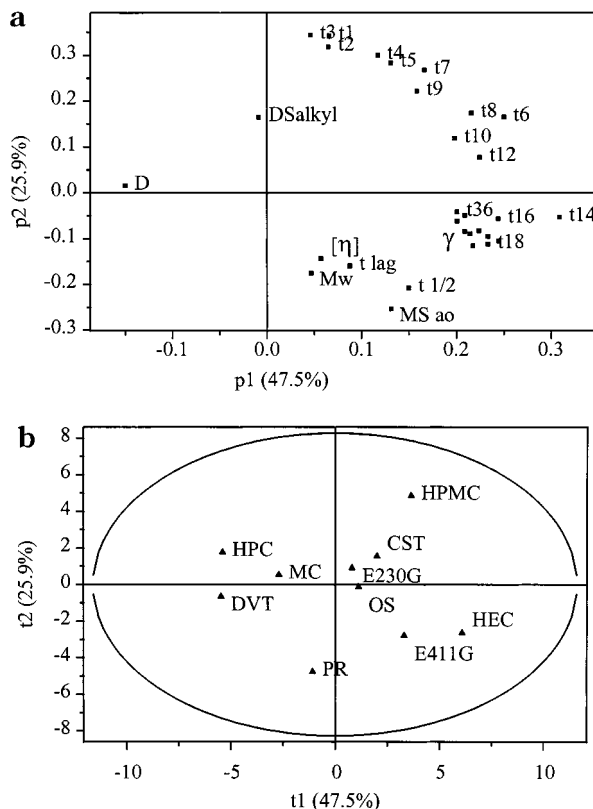 a
t3 t1
t2
t4
t5
t7
t9
t8
t6
t10
t12
DSalkyl
D
t36
t16
t14
γ
t18
[η]
t lag
Mw
t 1/2
MS ao
0.3
0.2
0.1
0.0
-0.1
-0.2
-0.3
p2 (25.9%)
-0.1
0.0
0.1
0.2
0.3
p1 (47.5%)
b
HPMC
CST
HPC
MC
E230G
DVT
OS
HEC
E411G
PR
8
6
4
2
0
-2
-4
-6
-8
t2 (25.9%)
-10
-5
0
5
10
t1 (47.5%)